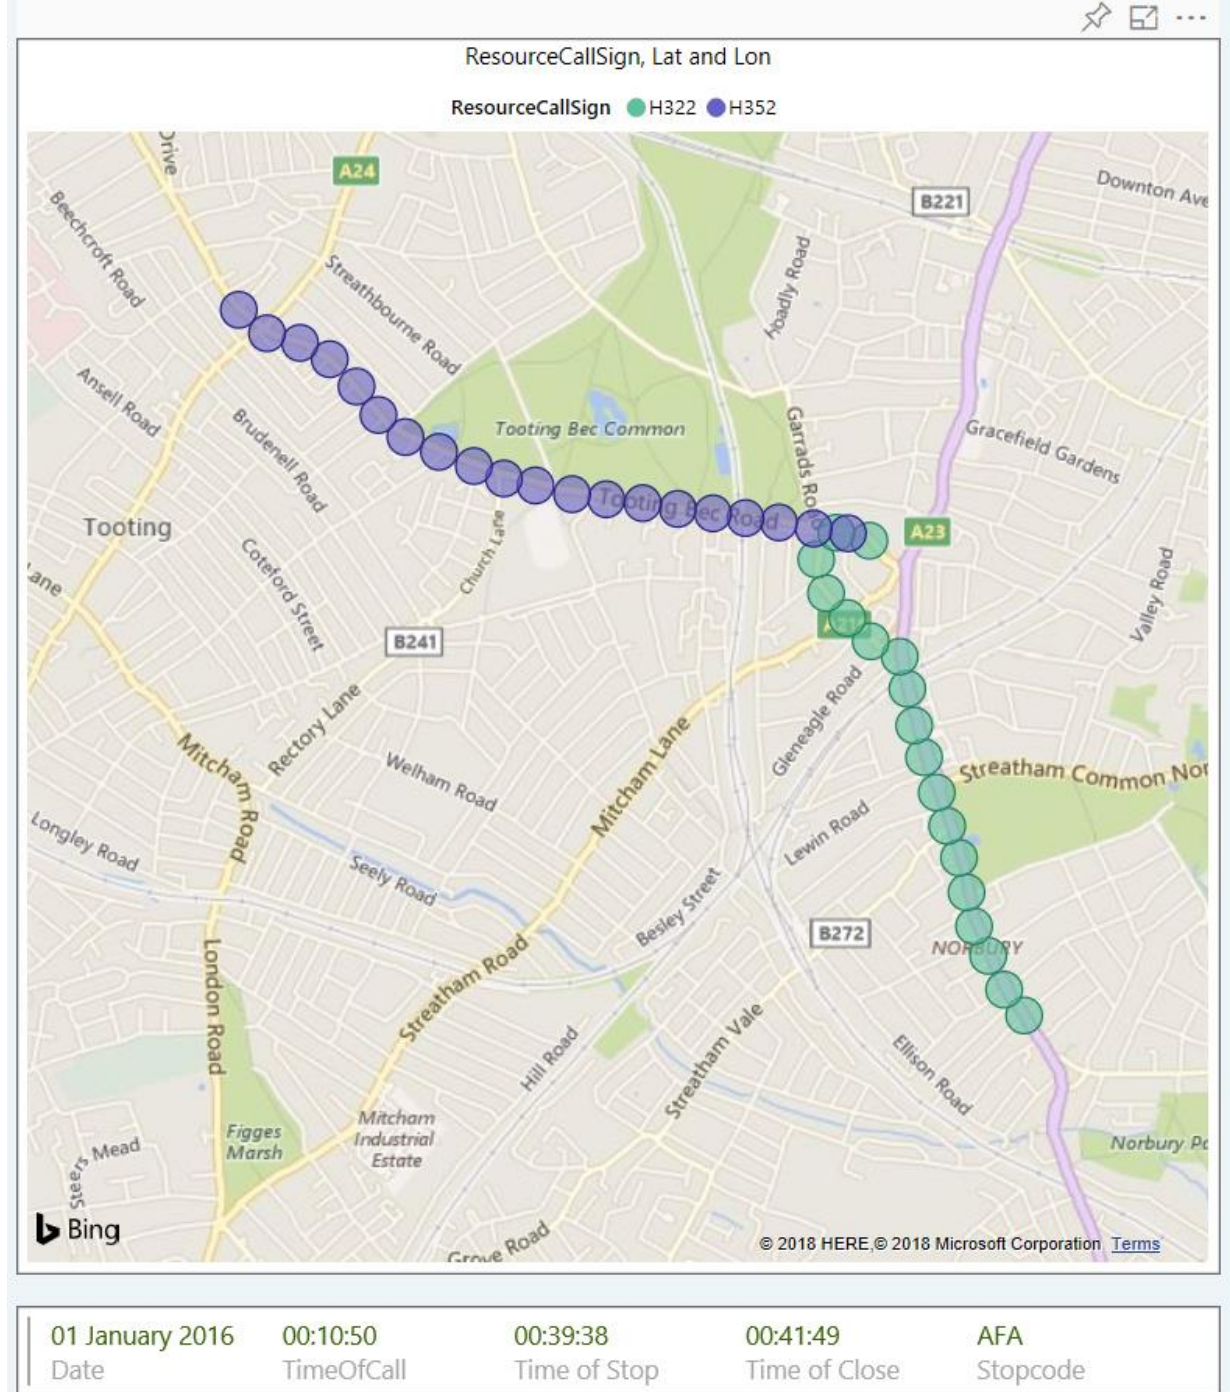 ResourceCallSign, Lat and Lon
ResourceCallSign H322 H352
Drive
A24
Downton Ave
B221
Beechcroft Road
Streathbourne Road
Hoadly Road
Ansell Road
Brudenell Road
Tooting Bec Common
Garrads Ro
Gracefield Gardens
Tooting Bec Road
Tooting
Church Lane
A23
Coteford Street
Lane
Valley Road
B241
Gleneagle Road
Rectory Lane
Mitcham Road
Welham Road
Mitcham Lane
Streatham Common Nor
Longley Road
Lewin Road
Seely Road
Besley Street
B272
NORBURY
London Road
Streatham Road
Streatham Vale
Hill Road
Ellison Road
Figges
Marsh
Mitcham
Industrial
Estate
Norbury Pa
Steers Mead
Bing
Grove Road
© 2018 HERE,© 2018 Microsoft Corporation Terms
01 January 2016 00:10:50 00:39:38 00:41:49 AFA
Date TimeOfCall Time of Stop Time of Close Stopcode